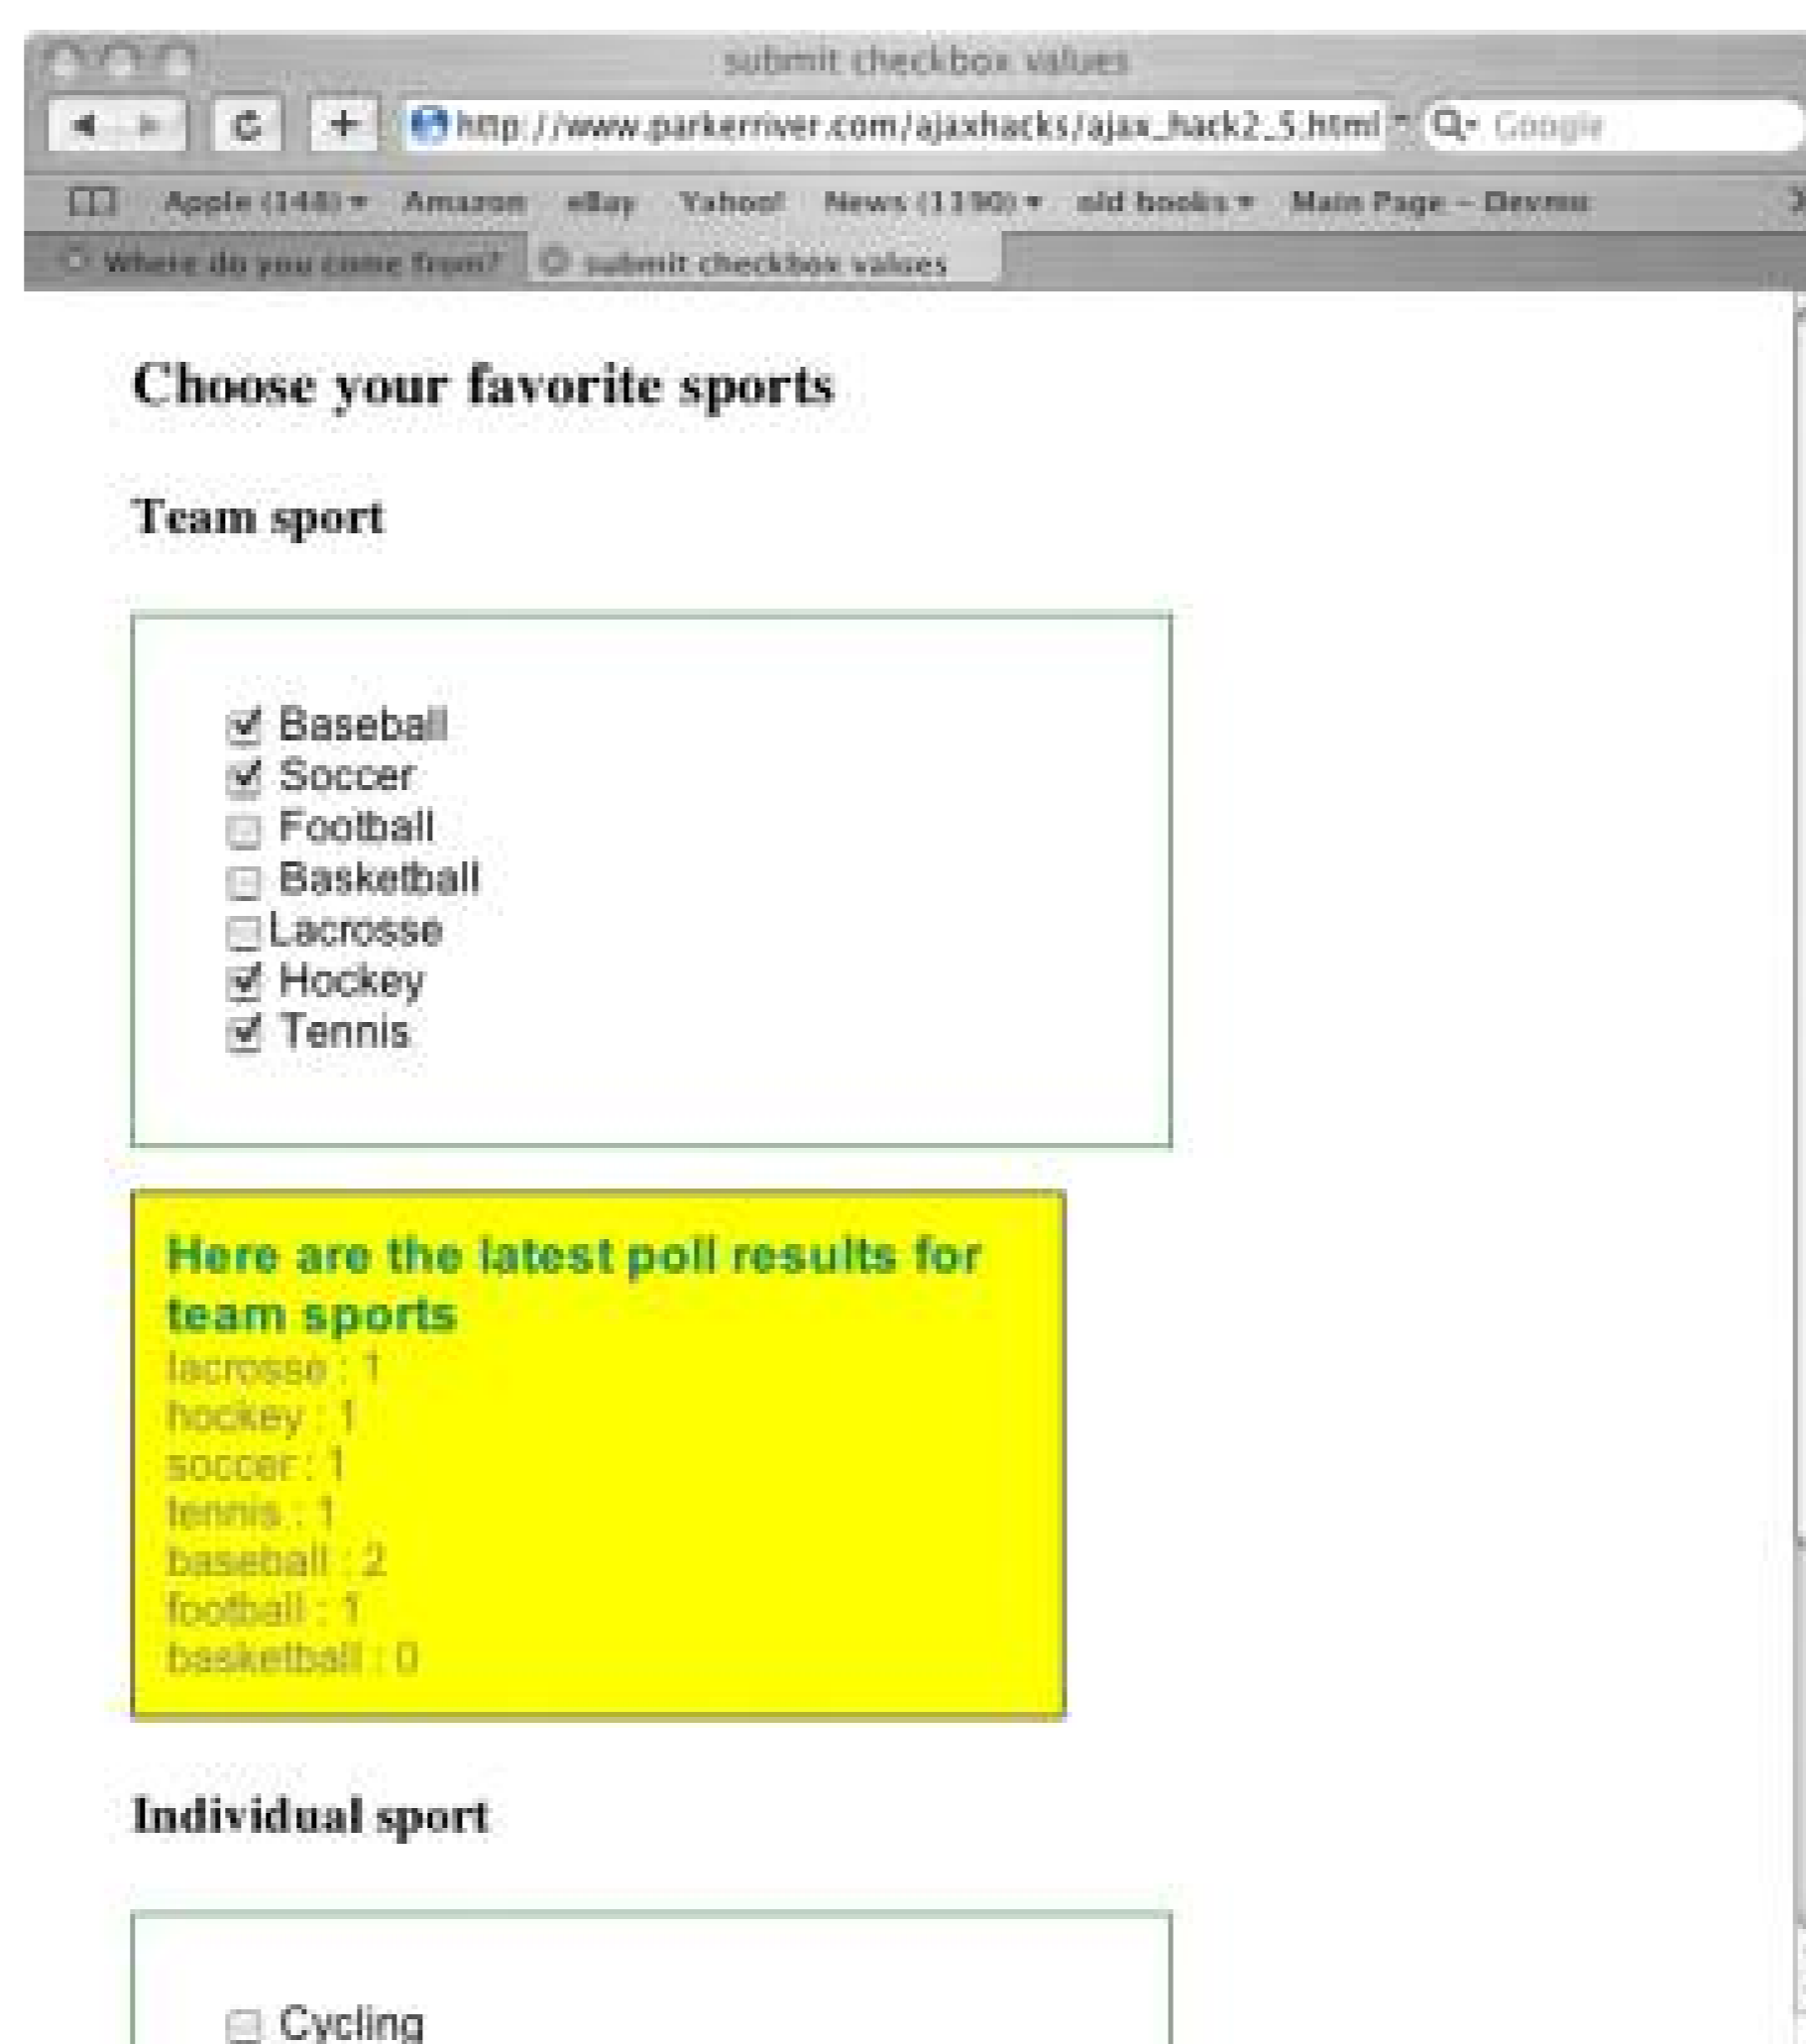 submit checkbox values
http://www.parkerriver.com/ajaxhacks/ajax_hack2_5.html Google
Apple (148) Amazon eBay Yahoo! News (1190) old books Main Page – Devmo
Where do you come from? submit checkbox values
Choose your favorite sports
Team sport
Baseball
Soccer
Football
Basketball
Lacrosse
Hockey
Tennis
Here are the latest poll results for
team sports
lacrosse : 1
hockey : 1
soccer : 1
tennis : 1
baseball : 2
football : 1
basketball : 0
Individual sport
Cycling